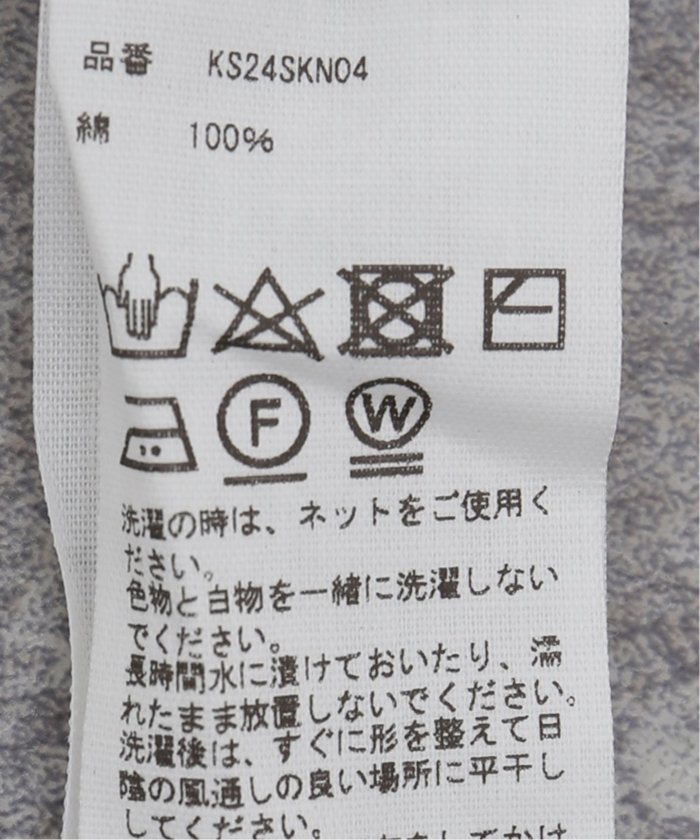 品番 KS24SKN04
綿 100%
F W
洗濯の時は、ネットをご使用く
ださい。
色物と白物を一緒に洗濯しない
でください。
長時間水に漬けておいたり、濡
れたまま放置しないでください。
洗濯後は、すぐに形を整えて日
陰の風通しの良い場所に平干し
してください。